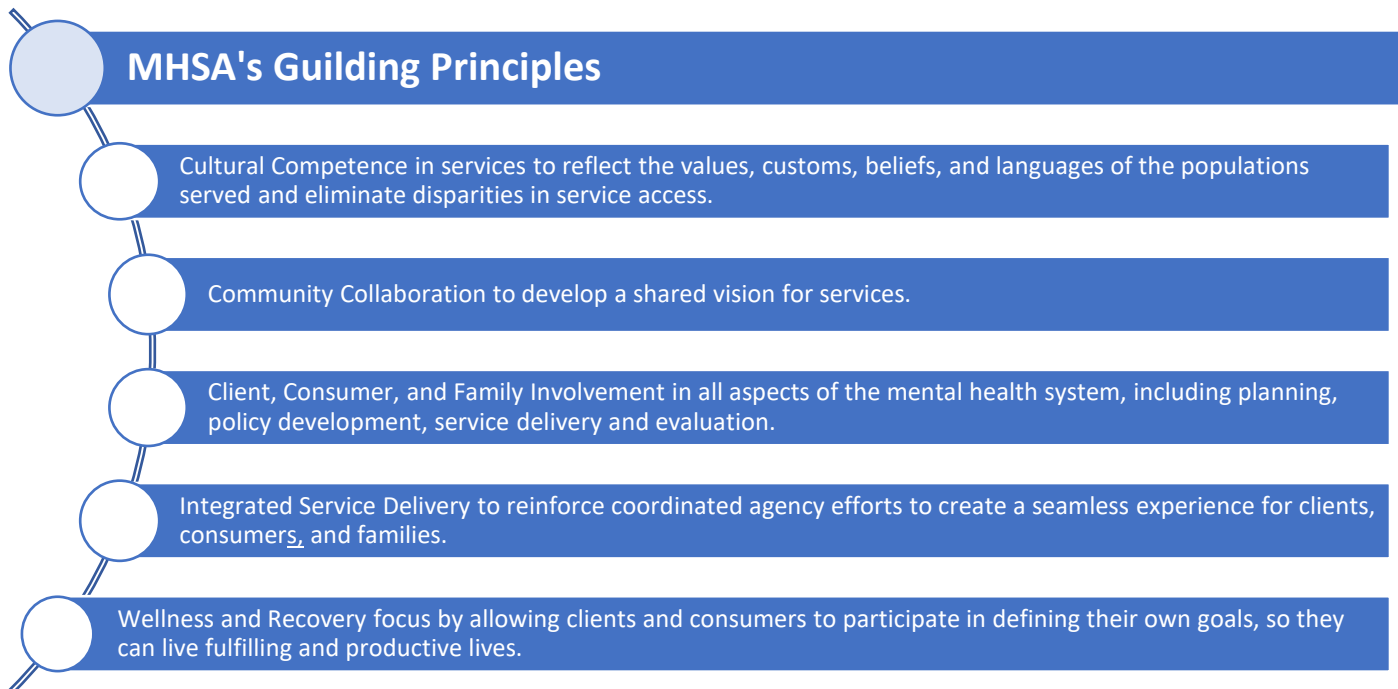 MHSA's Guilding Principles
Cultural Competence in services to reflect the values, customs, beliefs, and languages of the populations
served and eliminate disparities in service access.
Community Collaboration to develop a shared vision for services.
Client, Consumer, and Family Involvement in all aspects of the mental health system, including planning,
policy development, service delivery and evaluation.
Integrated Service Delivery to reinforce coordinated agency efforts to create a seamless experience for clients,
consumers, and families.
Wellness and Recovery focus by allowing clients and consumers to participate in defining their own goals, so they
can live fulfilling and productive lives.